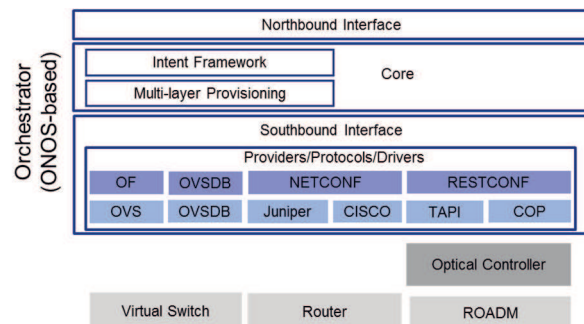 Orchestrator
(ONOS-based)
Northbound Interface
Intent Framework
Core
Multi-layer Provisioning
Southbound Interface
Providers/Protocols/Drivers
OF OVSDB NETCONF RESTCONF
OVS OVSDB Juniper CISCO TAPI COP
Optical Controller
Virtual Switch Router ROADM